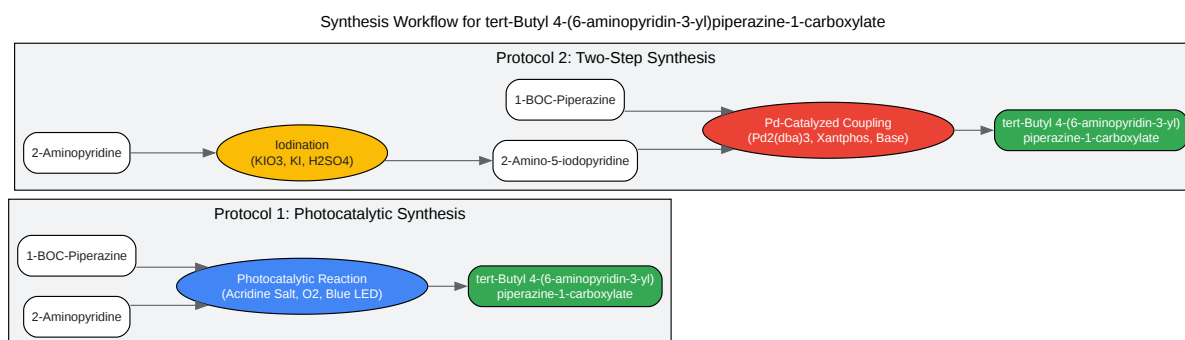 Synthesis Workflow for tert-Butyl 4-(6-aminopyridin-3-yl)piperazine-1-carboxylate
Protocol 2: Two-Step Synthesis
1-BOC-Piperazine
2-Aminopyridine
Iodination
(KIO3, KI, H2SO4)
2-Amino-5-iodopyridine
Pd-Catalyzed Coupling
(Pd2(dba)3, Xantphos, Base)
tert-Butyl 4-(6-aminopyridin-3-yl)
piperazine-1-carboxylate
Protocol 1: Photocatalytic Synthesis
1-BOC-Piperazine
2-Aminopyridine
Photocatalytic Reaction
(Acridine Salt, O2, Blue LED)
tert-Butyl 4-(6-aminopyridin-3-yl)
piperazine-1-carboxylate